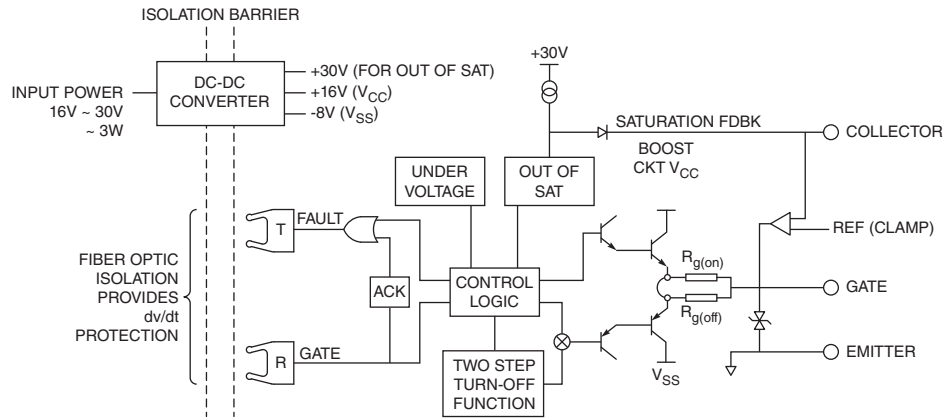 ISOLATION BARRIER
INPUT POWER
16V ~ 30V
~ 3W
DC-DC
CONVERTER
+30V (FOR OUT OF SAT)
+16V (VCC)
-8V (VSS)
+30V
SATURATION FDBK
COLLECTOR
BOOST
CKT VCC
UNDER
VOLTAGE
OUT OF
SAT
FIBER OPTIC
ISOLATION
PROVIDES
dv/dt
PROTECTION
T
FAULT
ACK
CONTROL
LOGIC
REF (CLAMP)
Rg(on)
GATE
Rg(off)
R
GATE
TWO STEP
TURN-OFF
FUNCTION
VSS
EMITTER